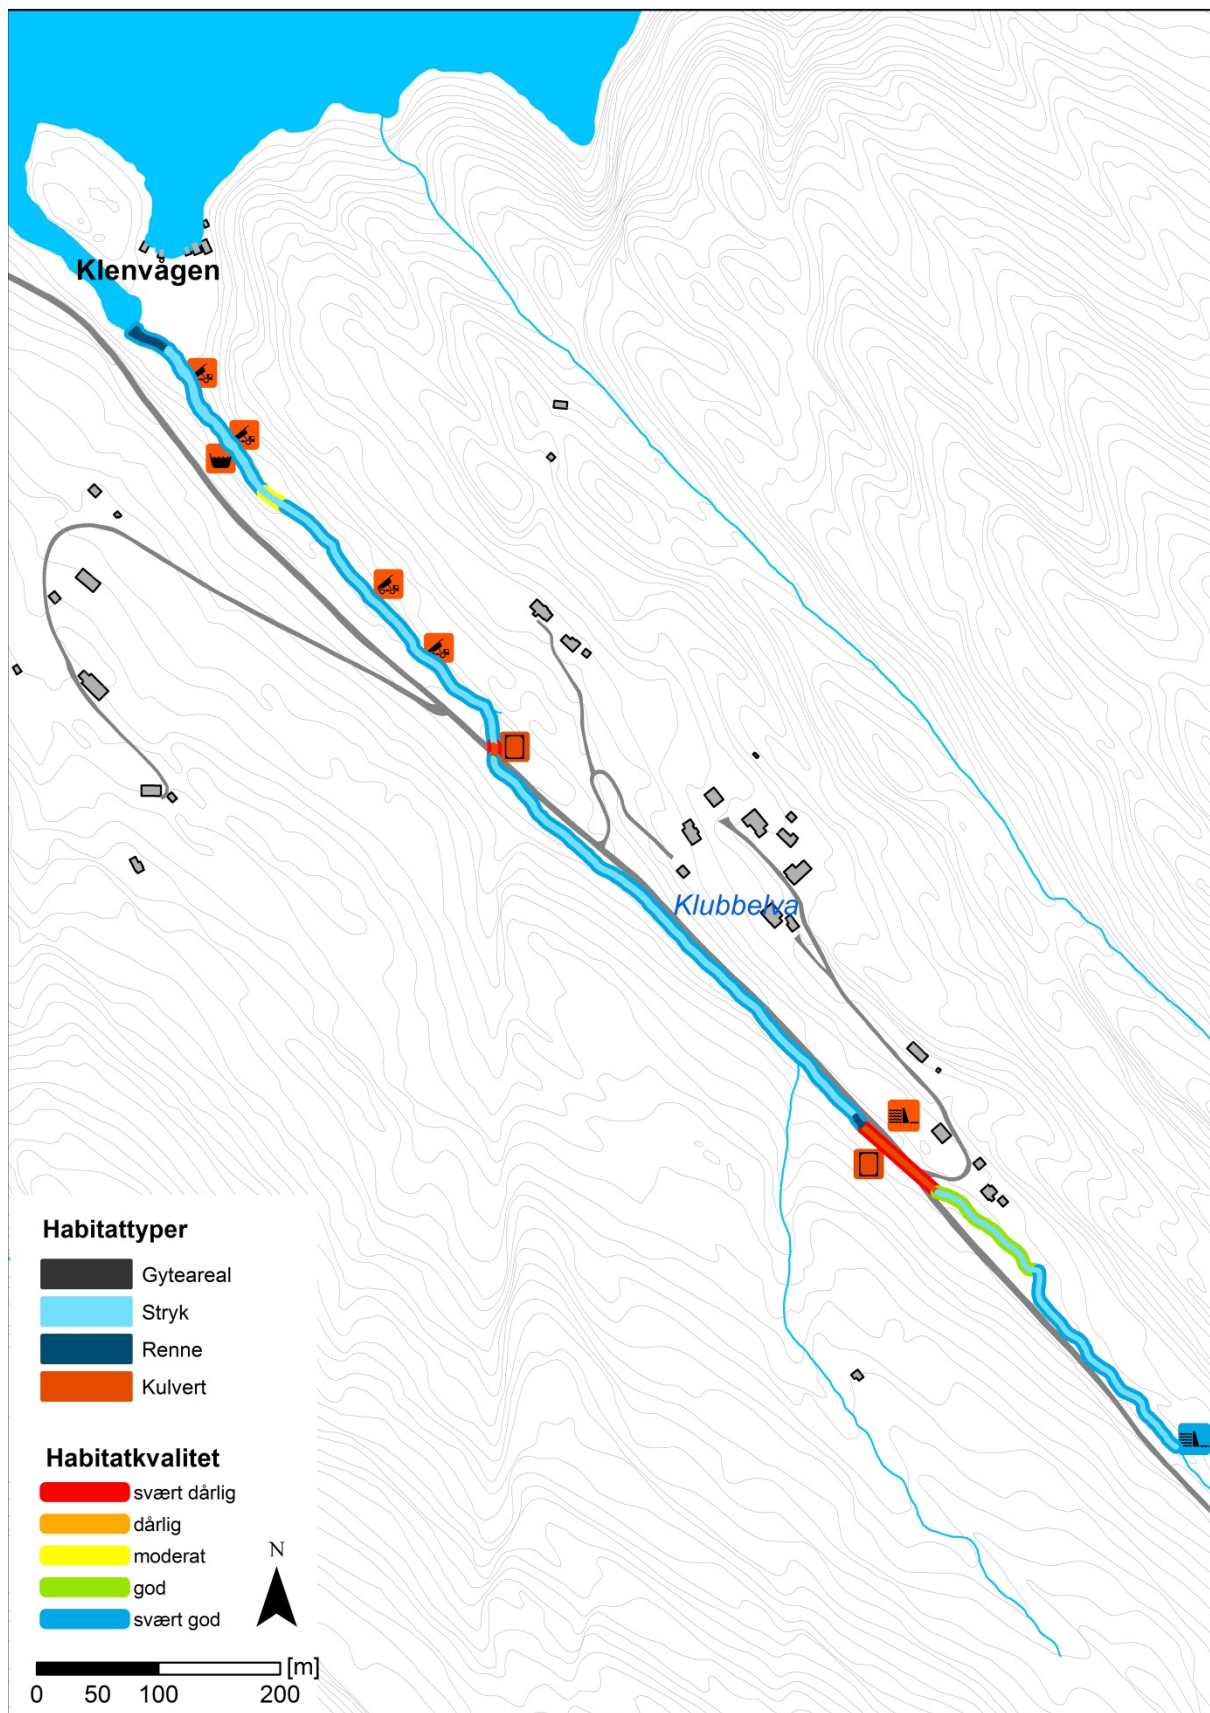 Klenvågen
Klubbelva
Habitattyper
Gyteareal
Stryk
Renne
Kulvert
Habitatkvalitet
svært dårlig
dårlig
moderat
god
svært god
N
[m]
0 50 100 200